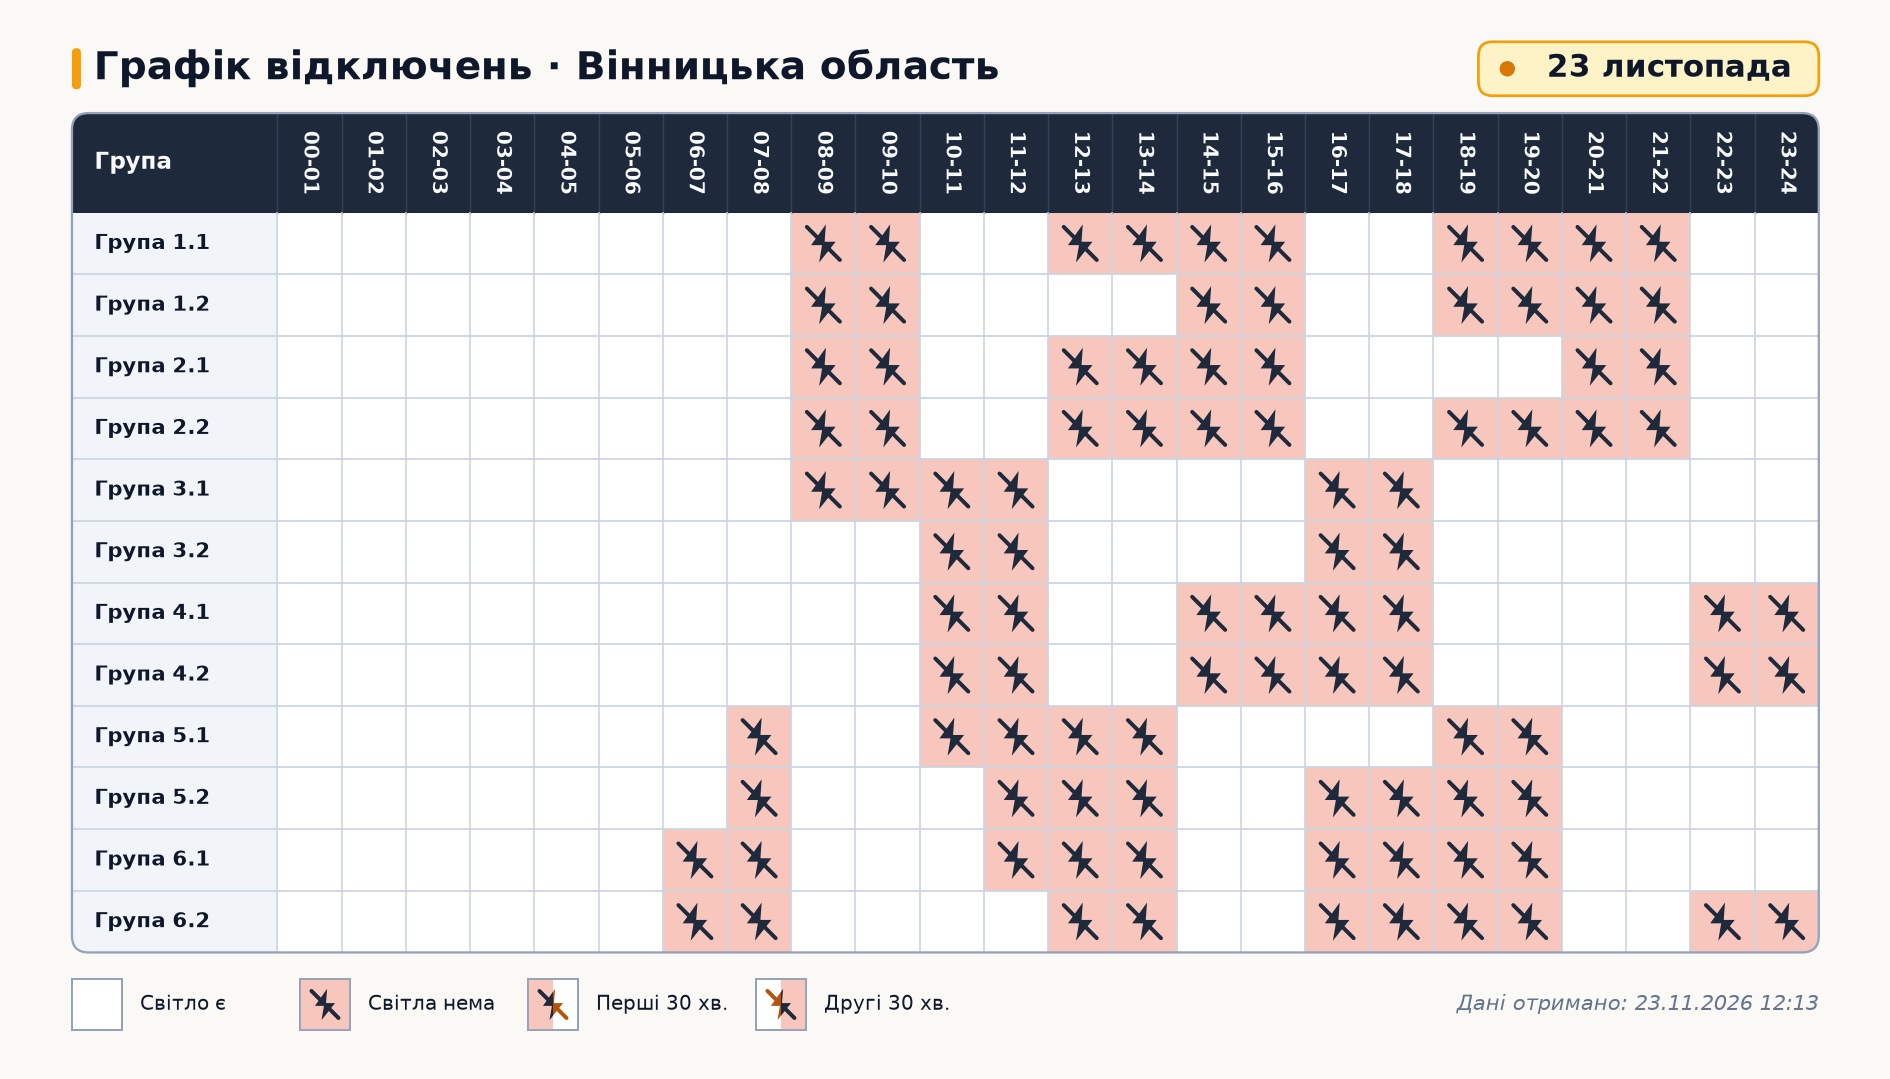 Графік відключень · Вінницька область
23 листопада
Група 00-01 01-02 02-03 03-04 04-05 05-06 06-07 07-08 08-09 09-10 10-11 11-12 12-13 13-14 14-15 15-16 16-17 17-18 18-19 19-20 20-21 21-22 22-23 23-24
Група 1.1
Група 1.2
Група 2.1
Група 2.2
Група 3.1
Група 3.2
Група 4.1
Група 4.2
Група 5.1
Група 5.2
Група 6.1
Група 6.2
Світло є Світла нема Перші 30 хв. Другі 30 хв.
Дані отримано: 23.11.2026 12:13